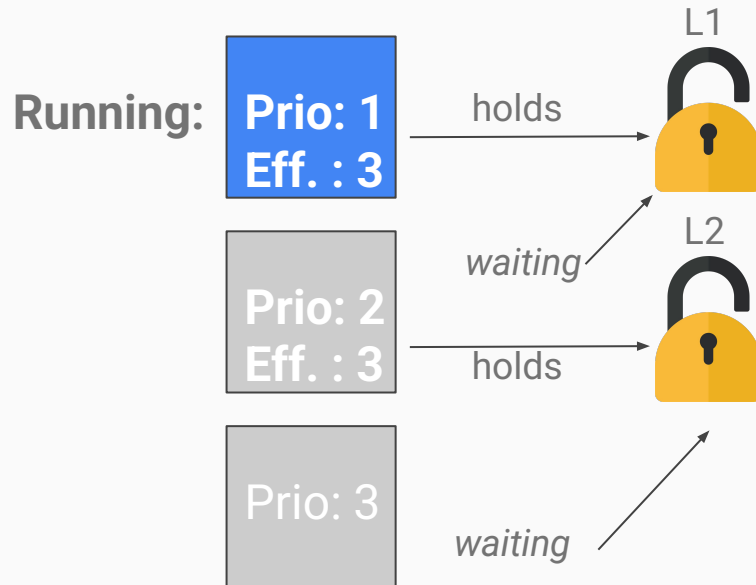 L1
Running:
Prio: 1
Eff. : 3
holds
waiting
L2
Prio: 2
Eff. : 3
holds
Prio: 3
waiting